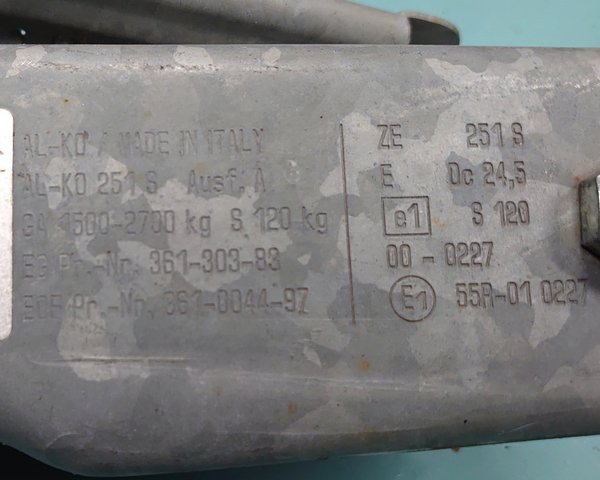 AL-KO / MADE IN ITALY
AL-KO 251 S Ausf. A
GA 1500-2700 kg S 120 kg
EG Pr.-Nr. 361-303-83
ECE Pr.-Nr. 361-0044-97
ZE 251 S
E Dc 24,5
e1 S 120
00 - 0227
E1 55R-01 0227